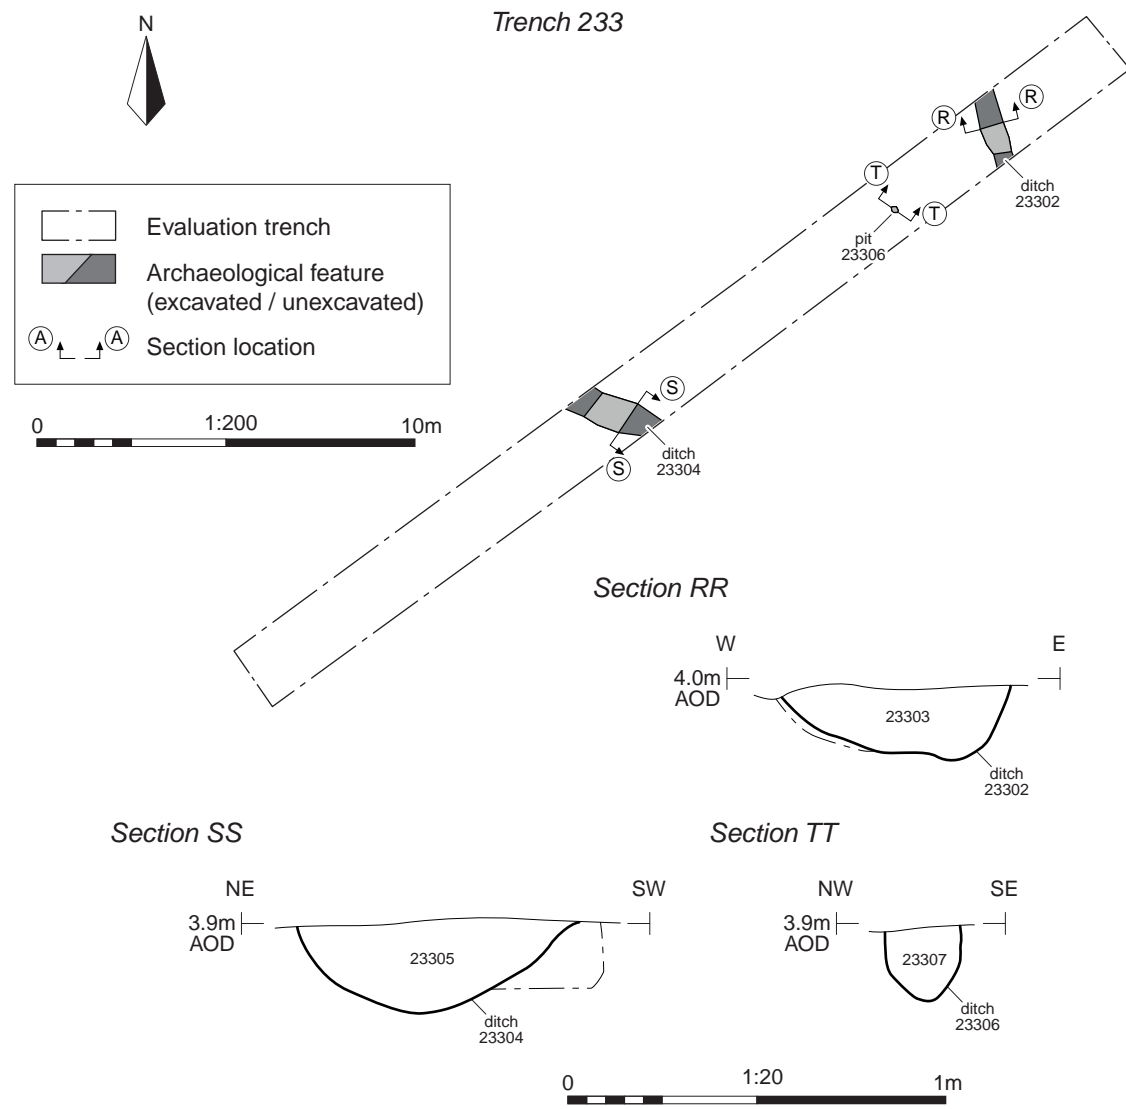 Trench 233
N
R
R
T
T
ditch
23302
pit
23306
Evaluation trench
Archaeological feature
(excavated / unexcavated)
A
A
Section location
S
S
ditch
23304
0
1:200
10m
Section RR
W
E
4.0m
AOD
23303
ditch
23302
Section SS
NE
SW
3.9m
AOD
23305
ditch
23304
Section TT
NW
SE
3.9m
AOD
23307
ditch
23306
0
1:20
1m